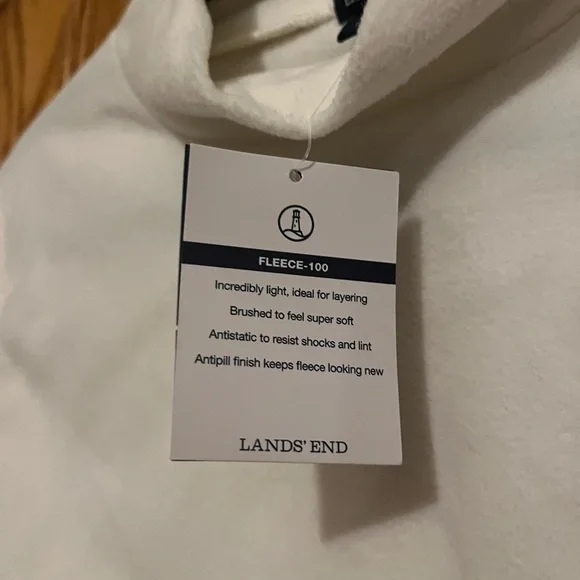 FLEECE-100
Incredibly light, ideal for layering
Brushed to feel super soft
Antistatic to resist shocks and lint
Antipill finish keeps fleece looking new
LANDS' END